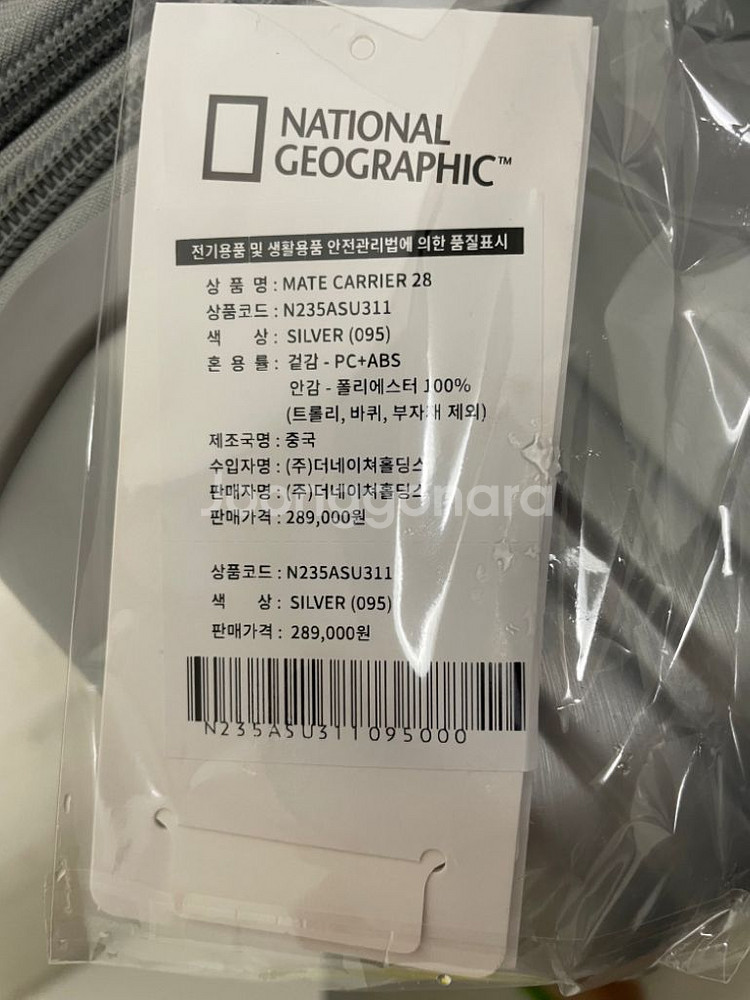 NATIONAL
GEOGRAPHIC™
전기용품 및 생활용품 안전관리법에 의한 품질표시
상 품 명 : MATE CARRIER 28
상품코드 : N235ASU311
색 상 : SILVER (095)
혼 용 률 : 겉감 - PC+ABS
안감 - 폴리에스터 100%
(트롤리, 바퀴, 부자재 제외)
제조국명 : 중국
수입자명 : (주)더네이쳐홀딩스
판매자명 : (주)더네이쳐홀딩스
Joonggonara
판매가격 : 289,000원
상품코드 : N235ASU311
색 상 : SILVER (095)
판매가격 : 289,000원
N235ASU311095000